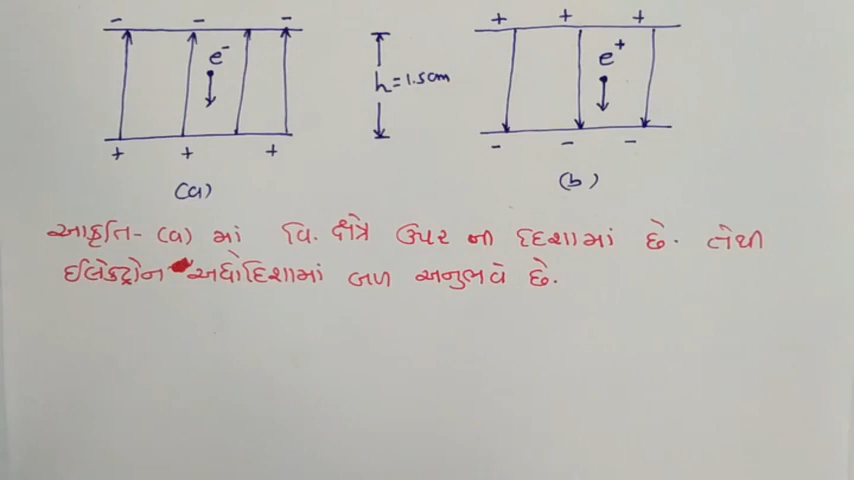 - - -
+ + +
e⁻
h = 1.5cm
e⁺
+ + +
- - -
(a)
(b)
આકૃતિ - (a) માં વિ. ક્ષેત્ર ઉપર ની દિશામાં છે. તેથી
ઈલેક્ટ્રોન અધોદિશામાં બળ અનુભવે છે.